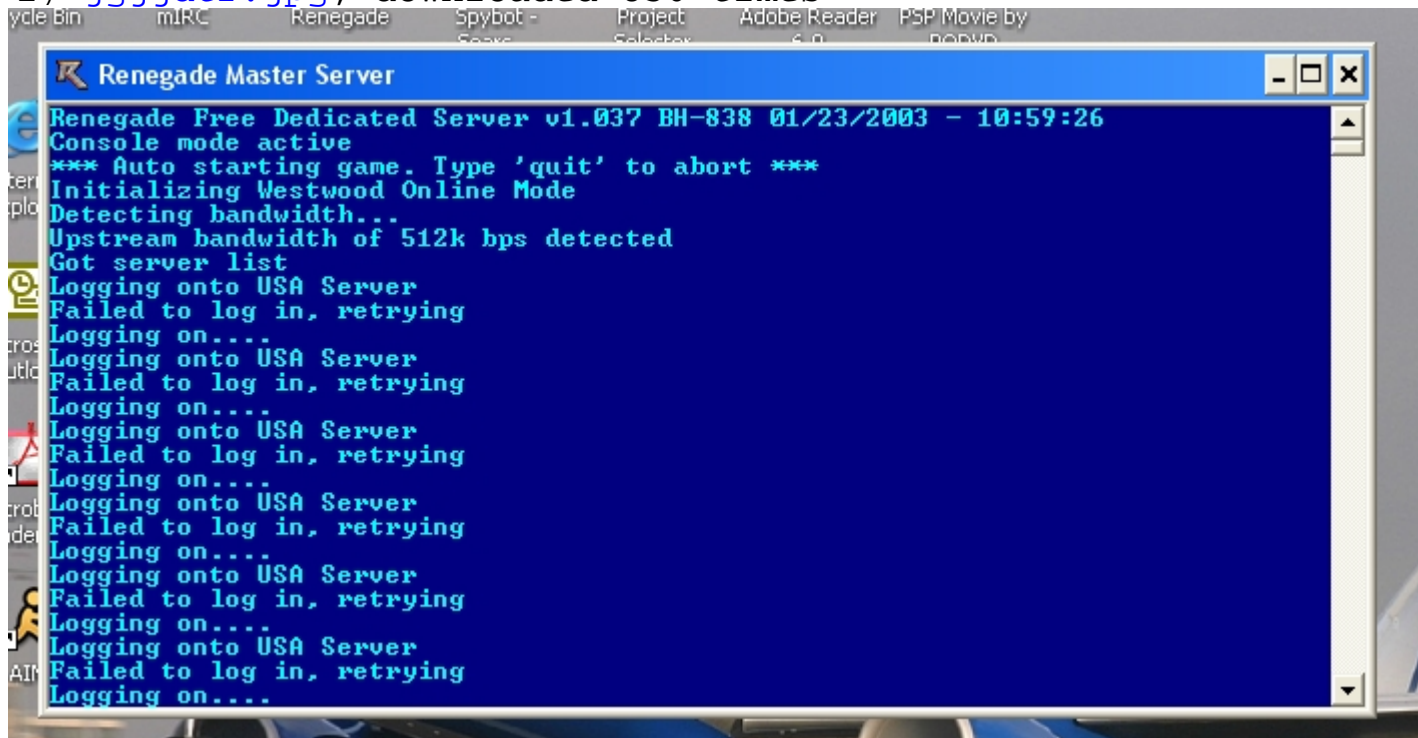 ycle Bin mIRC Renegade Spybot - Project Adobe Reader PSP Movie by
6.0
Renegade Master Server
Renegade Free Dedicated Server v1.037 BH-838 01/23/2003 - 10:59:26
Console mode active
*** Auto starting game. Type 'quit' to abort ***
Initializing Westwood Online Mode
Detecting bandwidth...
Upstream bandwidth of 512k bps detected
Got server list
Logging onto USA Server
Failed to log in, retrying
Logging on....
Logging onto USA Server
Failed to log in, retrying
Logging on....
Logging onto USA Server
Failed to log in, retrying
Logging on....
Logging onto USA Server
Failed to log in, retrying
Logging on....
Logging onto USA Server
Failed to log in, retrying
Logging on....
Logging onto USA Server
Failed to log in, retrying
Logging on....